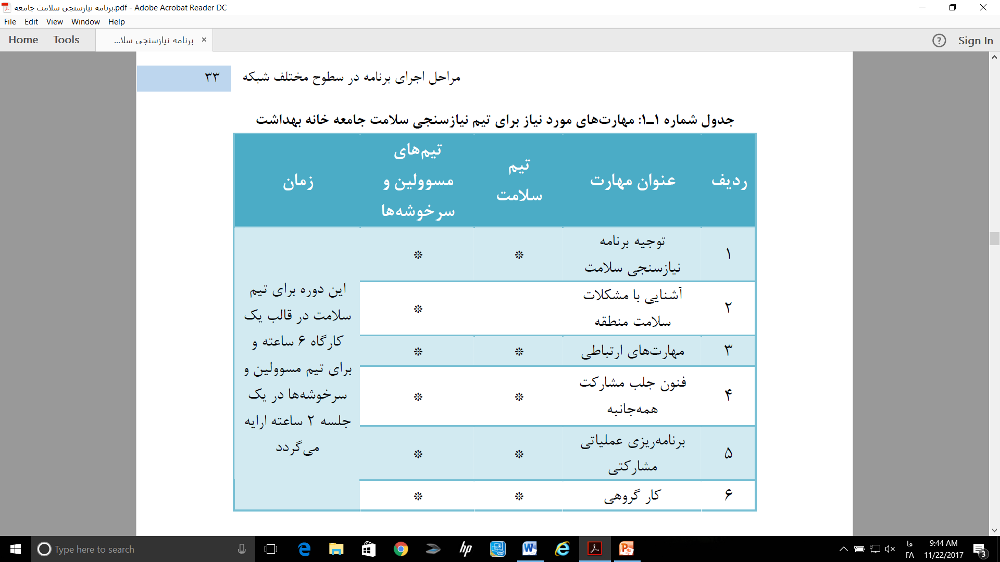 برنامه نیازسنجی سلامت جامعه.pdf - Adobe Acrobat Reader DC
File Edit View Window Help
Home Tools برنامه نیازسنجی سلا... × ? Sign In
مراحل اجرای برنامه در سطوح مختلف شبکه ۳۳
جدول شماره ۱ـ۱: مهارت‌های مورد نیاز برای تیم نیازسنجی سلامت جامعه خانه بهداشت
ردیف
عنوان مهارت
تیم
سلامت
تیم‌های
مسوولین و
سرخوشه‌ها
زمان
۱
توجیه برنامه
نیازسنجی سلامت
❊ ❊
۲
آشنایی با مشکلات
سلامت منطقه
❊
۳ مهارت‌های ارتباطی ❊ ❊
۴
فنون جلب مشارکت
همه‌جانبه
❊ ❊
۵
برنامه‌ریزی عملیاتی
مشارکتی
❊ ❊
۶ کار گروهی ❊ ❊
این دوره برای تیم
سلامت در قالب یک
کارگاه ۶ ساعته و
برای تیم مسوولین و
سرخوشه‌ها در یک
جلسه ۲ ساعته ارایه
می‌گردد
Type here to search
hp
فا
FA
9:44 AM
11/22/2017
3